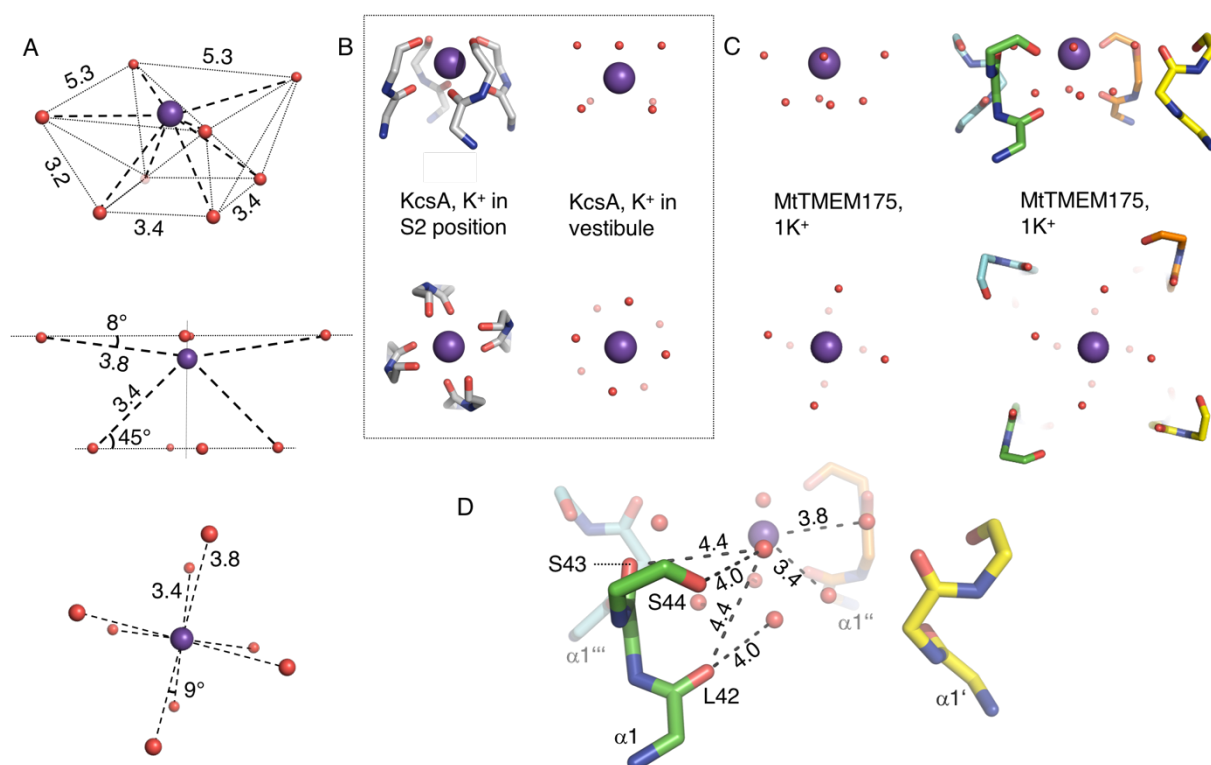 A
5.3
5.3
3.2
3.4
3.4
8°
3.8
3.4
45°
3.8
3.4
9°
B
KcsA, K⁺ in
S2 position
KcsA, K⁺ in
vestibule
C
MtTMEM175,
1K⁺
MtTMEM175,
1K⁺
D
3.8
4.4
S43
4.0
3.4
S44
4.4
α1‘‘
α1‘‘‘
4.0
L42
α1‘
α1